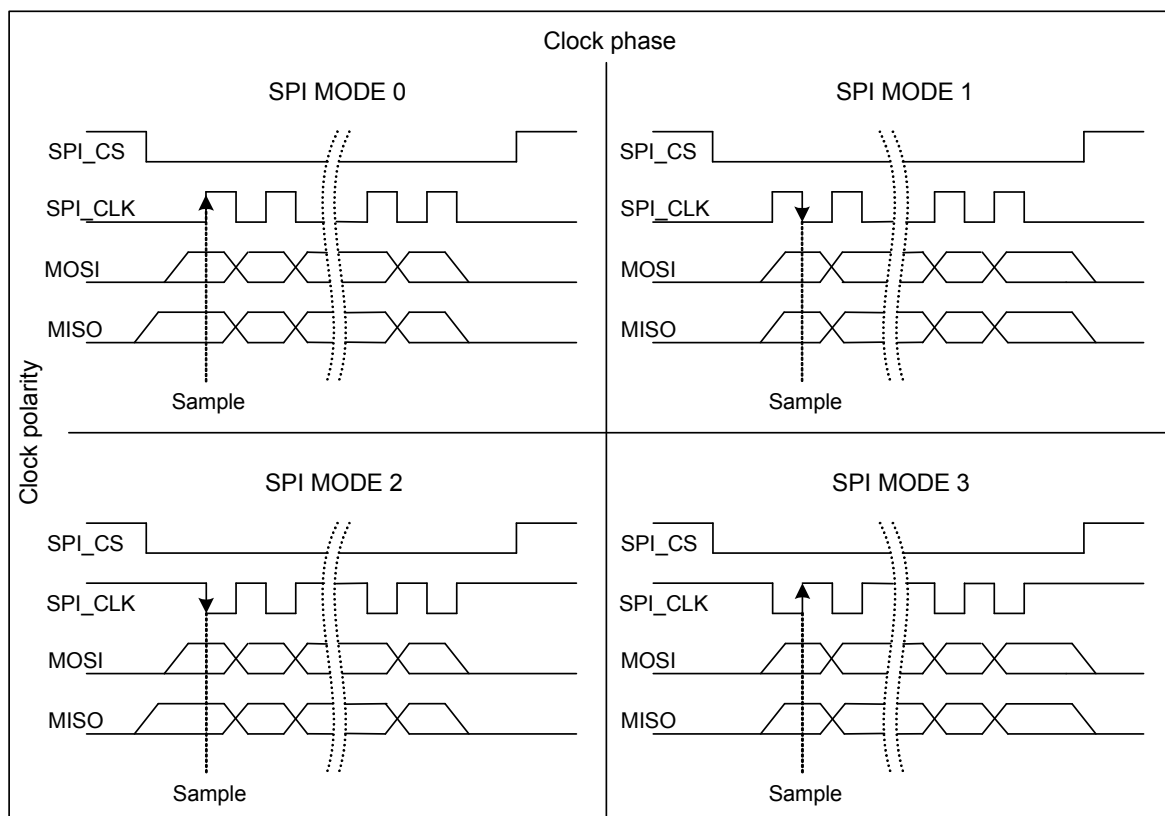 Clock phase
SPI MODE 0
SPI_CS
SPI_CLK
MOSI
MISO
Sample
SPI MODE 1
SPI_CS
SPI_CLK
MOSI
MISO
Sample
Clock polarity
SPI MODE 2
SPI_CS
SPI_CLK
MOSI
MISO
Sample
SPI MODE 3
SPI_CS
SPI_CLK
MOSI
MISO
Sample